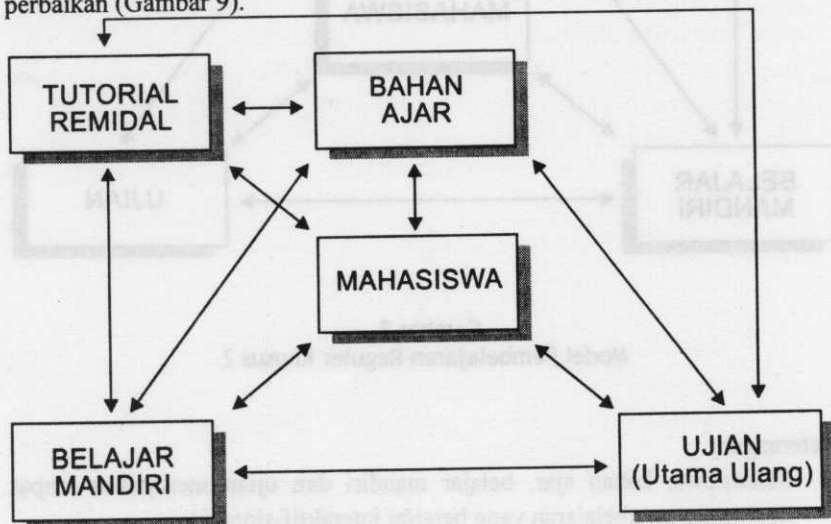 perbaikan (Gambar 9).
TUTORIAL
REMIDAL
BAHAN
AJAR
MAHASISWA
BELAJAR
MANDIRI
UJIAN
(Utama Ulang)